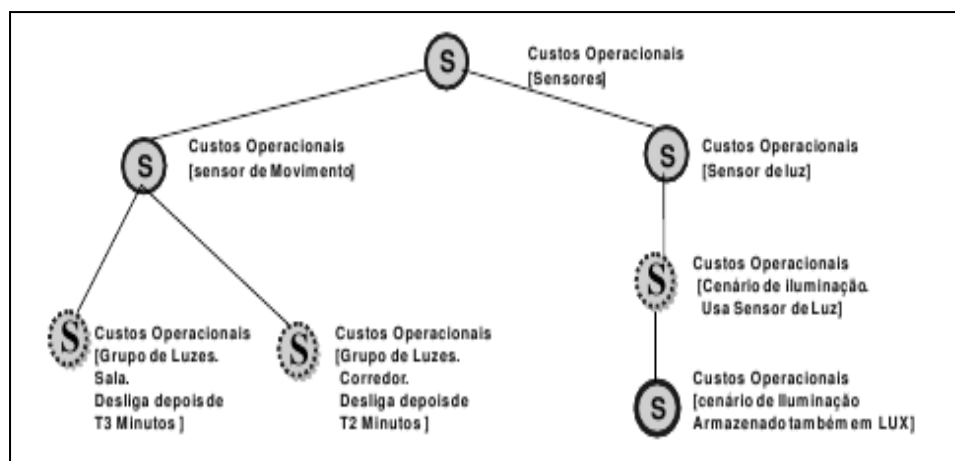 S
Custos Operacionais
[Sensores]
S
Custos Operacionais
[sensor de Movimento]
S
Custos Operacionais
[Sensor de luz]
S
Custos Operacionais
[Cenário de iluminação.
Usa Sensor de Luz]
S
Custos Operacionais
[Grupo de Luzes.
Sala.
Desliga depois de
T3 Minutos]
S
Custos Operacionais
[Grupo de Luzes.
Corredor.
Desliga depois de
T2 Minutos]
S
Custos Operacionais
[cenário de Iluminação
Armazenado também em LUX]